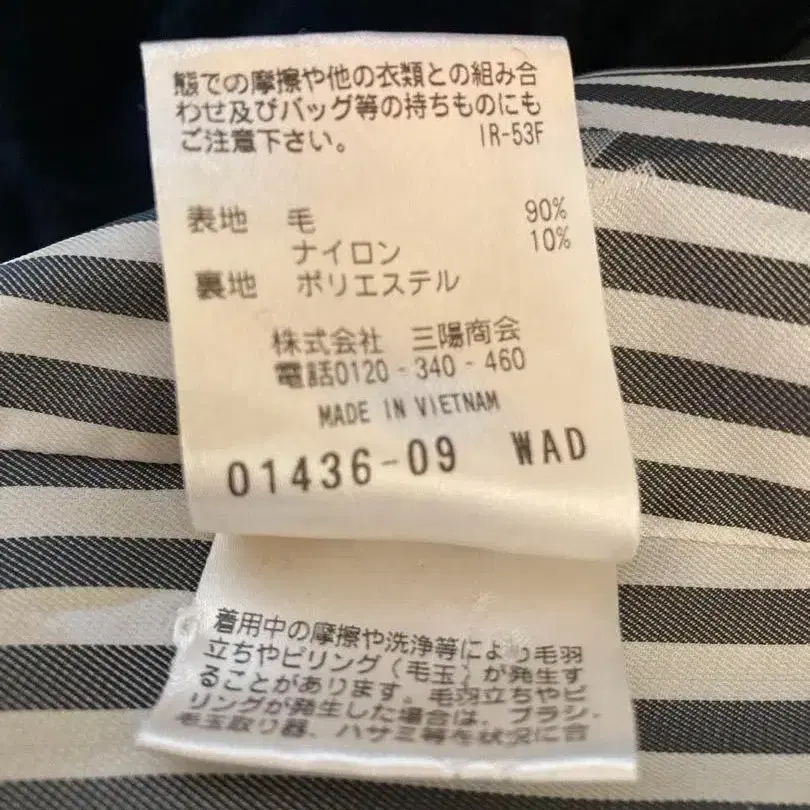 態での摩擦や他の衣類との組み合
わせ及びバッグ等の持ちものにも
ご注意下さい。 IR-53F
表地 毛 90%
ナイロン 10%
裏地 ポリエステル
株式会社 三陽商会
電話0120-340-460
MADE IN VIETNAM
01436-09 WAD
着用中の摩擦や洗浄等により毛羽
立ちやピリング(毛玉)が発生す
ることがあります。毛羽立ちやピ
リングが発生した場合は、ブラシ・
毛玉取り器、ハサミ等を状況に合